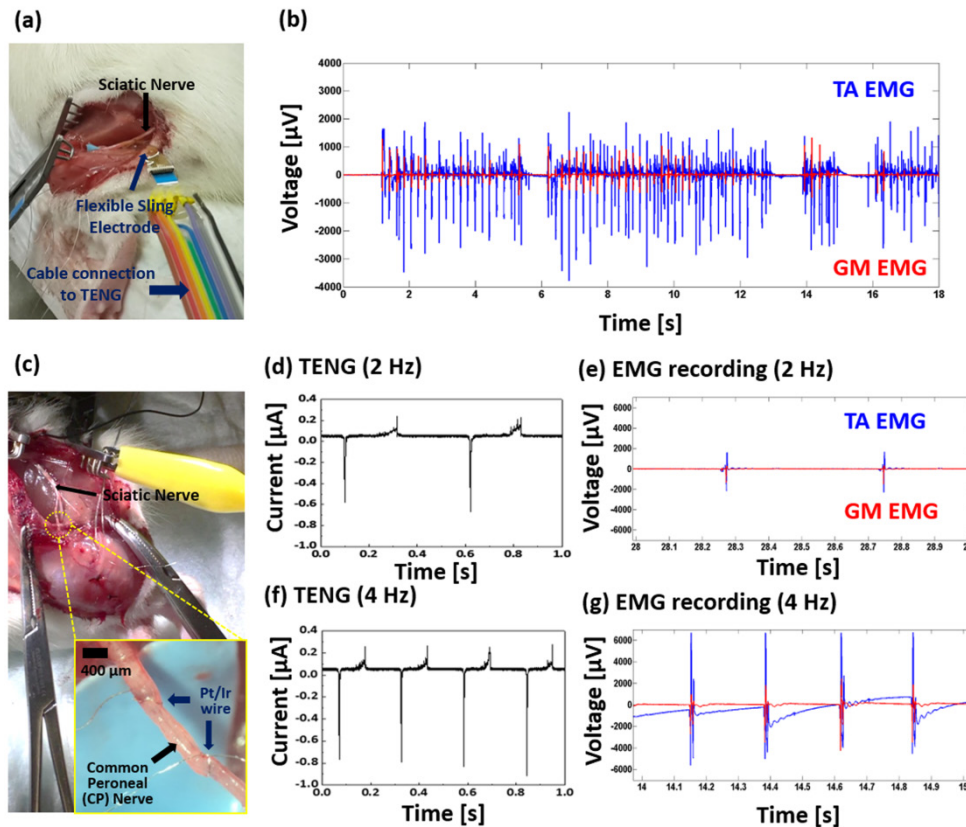 (a)
Sciatic Nerve
Flexible Sling
Electrode
Cable connection
to TENG
(b)
Voltage [µV]
4000
3000
2000
1000
0
-1000
-2000
-3000
-4000
TA EMG
GM EMG
0 2 4 6 8 10 12 14 16 18
Time [s]
(c)
Sciatic Nerve
400 µm
Pt/Ir
wire
Common
Peroneal
(CP) Nerve
(d) TENG (2 Hz)
Current [µA]
0.4
0.2
0.0
-0.2
-0.4
-0.6
-0.8
-1.0
0.0 0.2 0.4 0.6 0.8 1.0
Time [s]
(e) EMG recording (2 Hz)
Voltage [µV]
6000
4000
2000
0
-2000
-4000
-6000
TA EMG
GM EMG
28 28.1 28.2 28.3 28.4 28.5 28.6 28.7 28.8 28.9
Time [s]
(f) TENG (4 Hz)
Current [µA]
0.4
0.2
0.0
-0.2
-0.4
-0.6
-0.8
-1.0
0.0 0.2 0.4 0.6 0.8 1.0
Time [s]
(g) EMG recording (4 Hz)
Voltage [µV]
6000
4000
2000
0
-2000
-4000
-6000
14 14.1 14.2 14.3 14.4 14.5 14.6 14.7 14.8 14.9
Time [s]